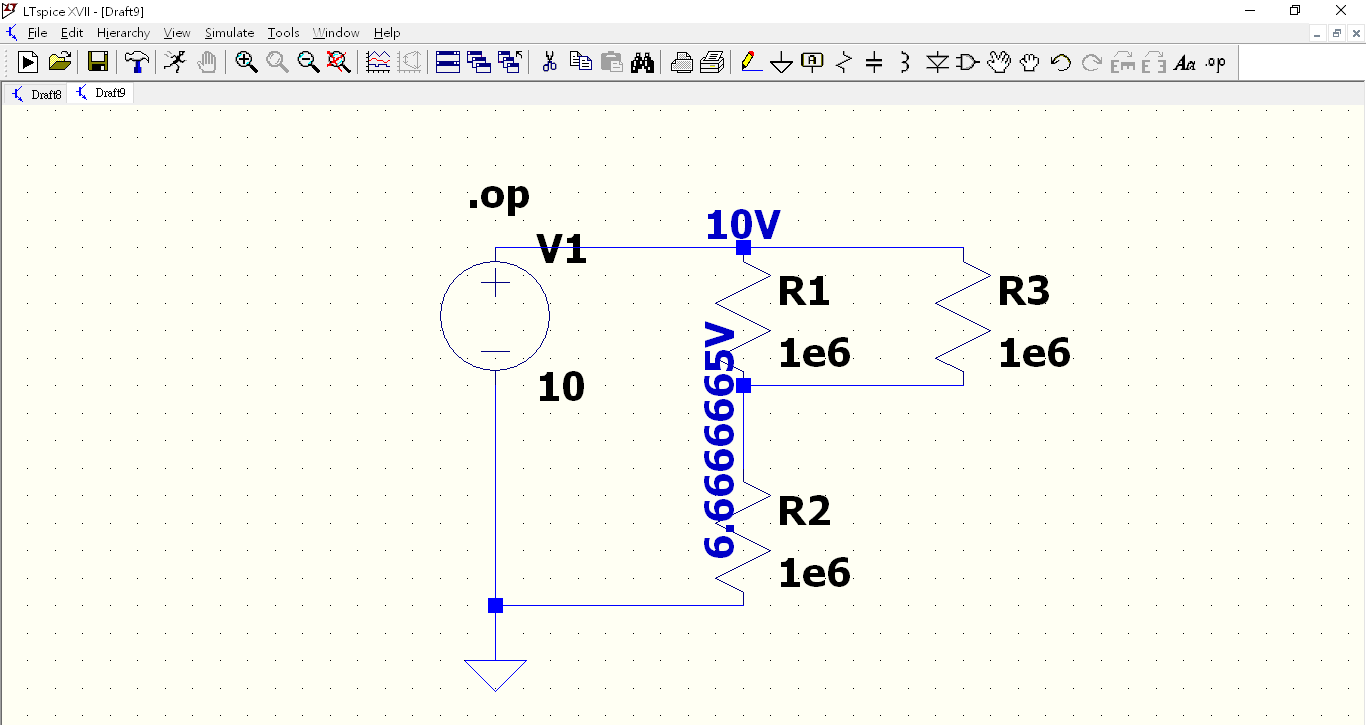 LTspice XVII - [Draft9]
File Edit Hierarchy View Simulate Tools Window Help
A Aa .op
Draft8 Draft9
.op
10V
V1
R1
R3
1e6
1e6
10
6.6666665V
R2
1e6